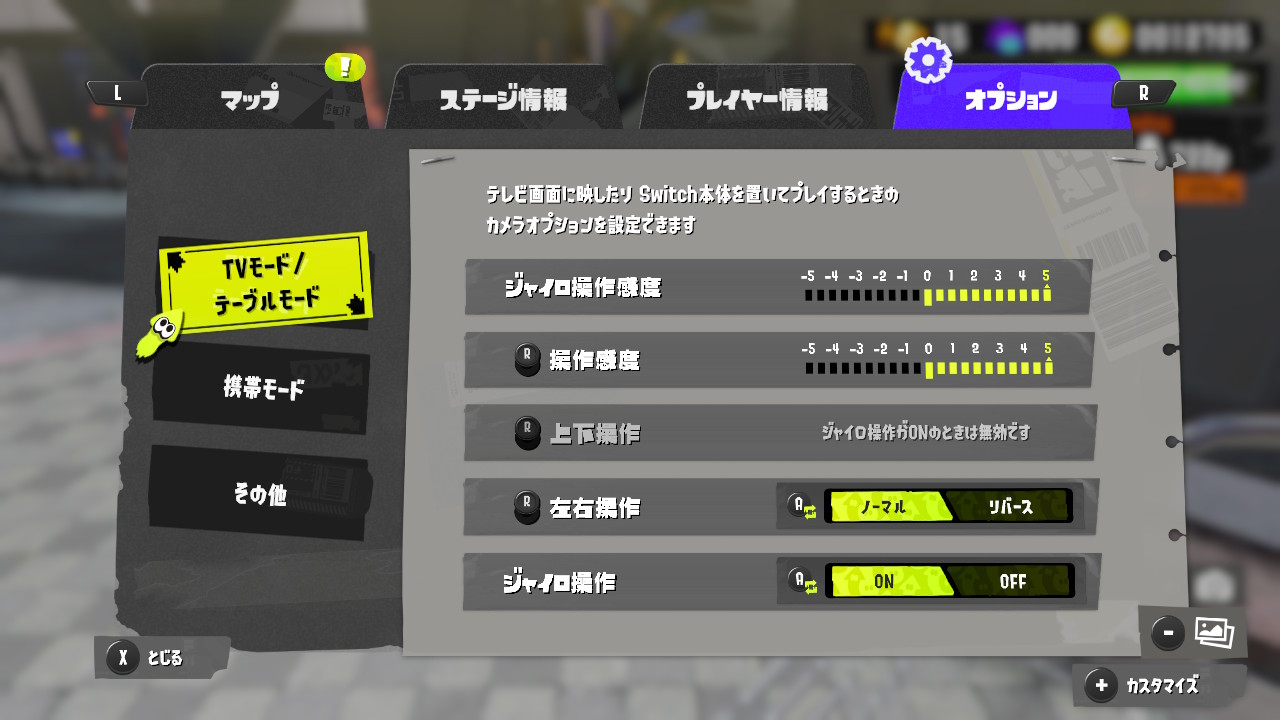 L
マップ
!
ステージ情報
プレイヤー情報
オプション
R
テレビ画面に映したり Switch本体を置いてプレイするときの
カメラオプションを設定できます
TVモード/
テーブルモード
携帯モード
その他
ジャイロ操作感度
-5 -4 -3 -2 -1 0 1 2 3 4 5
R 操作感度
-5 -4 -3 -2 -1 0 1 2 3 4 5
R 上下操作
ジャイロ操作がONのときは無効です
R 左右操作
A ノーマル リバース
ジャイロ操作
A ON OFF
X とじる
-
+ カスタマイズ